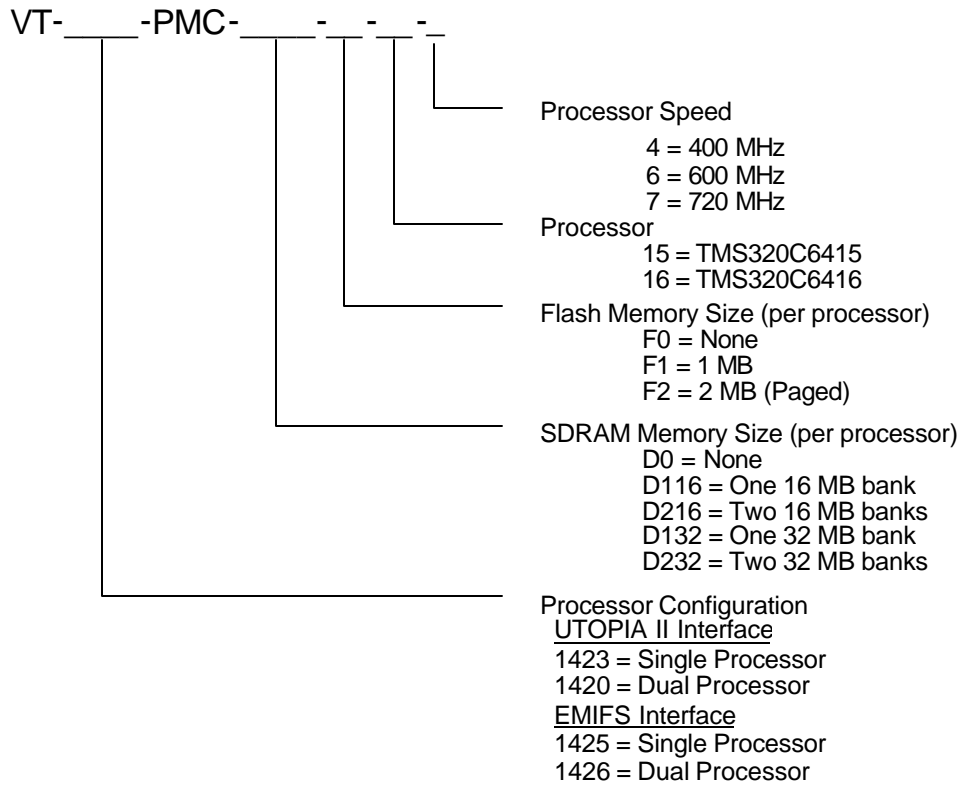 VT-____-PMC-____-__-__-_
Processor Speed
4 = 400 MHz
6 = 600 MHz
7 = 720 MHz
Processor
15 = TMS320C6415
16 = TMS320C6416
Flash Memory Size (per processor)
F0 = None
F1 = 1 MB
F2 = 2 MB (Paged)
SDRAM Memory Size (per processor)
D0 = None
D116 = One 16 MB bank
D216 = Two 16 MB banks
D132 = One 32 MB bank
D232 = Two 32 MB banks
Processor Configuration
UTOPIA II Interface
1423 = Single Processor
1420 = Dual Processor
EMIFS Interface
1425 = Single Processor
1426 = Dual Processor